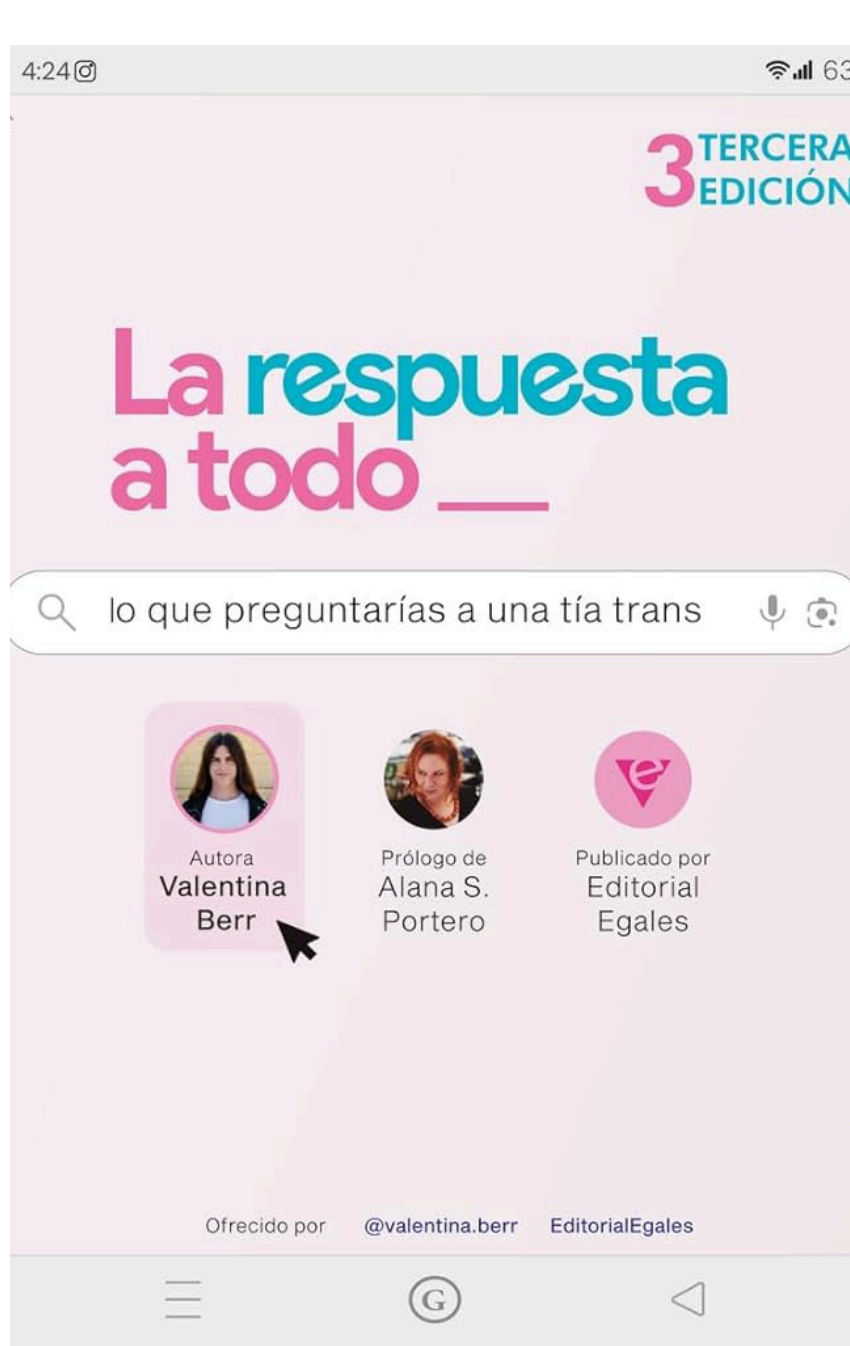 4:24 63
3 TERCERA
EDICIÓN
La respuesta
a todo __
lo que preguntarías a una tía trans
Autora
Valentina
Berr
Prólogo de
Alana S.
Portero
Publicado por
Editorial
Egales
e
Ofrecido por @valentina.berr EditorialEgales
G